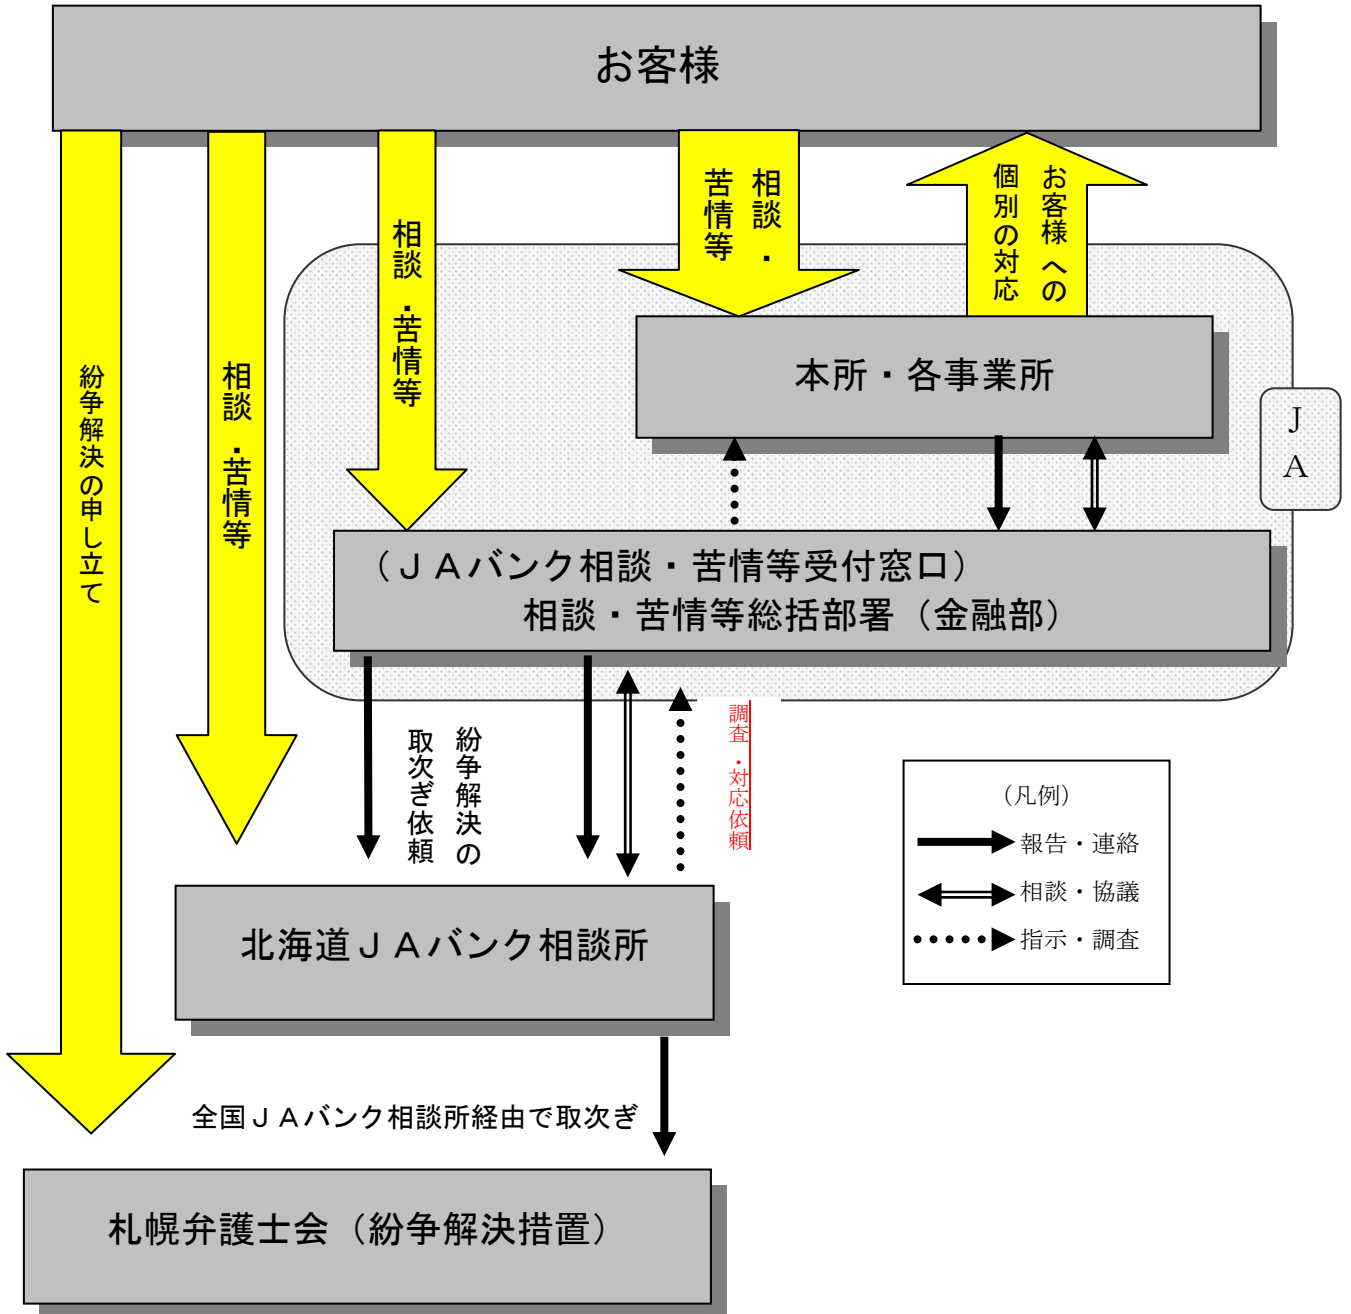 お客様
相談・
苦情等
お客様への
個別の対応
相談・苦情等
相談・苦情等
紛争解決の申し立て
本所・各事業所
ＪＡ
（ＪＡバンク相談・苦情等受付窓口）
相談・苦情等総括部署（金融部）
紛争解決の
取次ぎ依頼
調査・対応依頼
（凡例）
報告・連絡
相談・協議
指示・調査
北海道ＪＡバンク相談所
全国ＪＡバンク相談所経由で取次ぎ
札幌弁護士会（紛争解決措置）